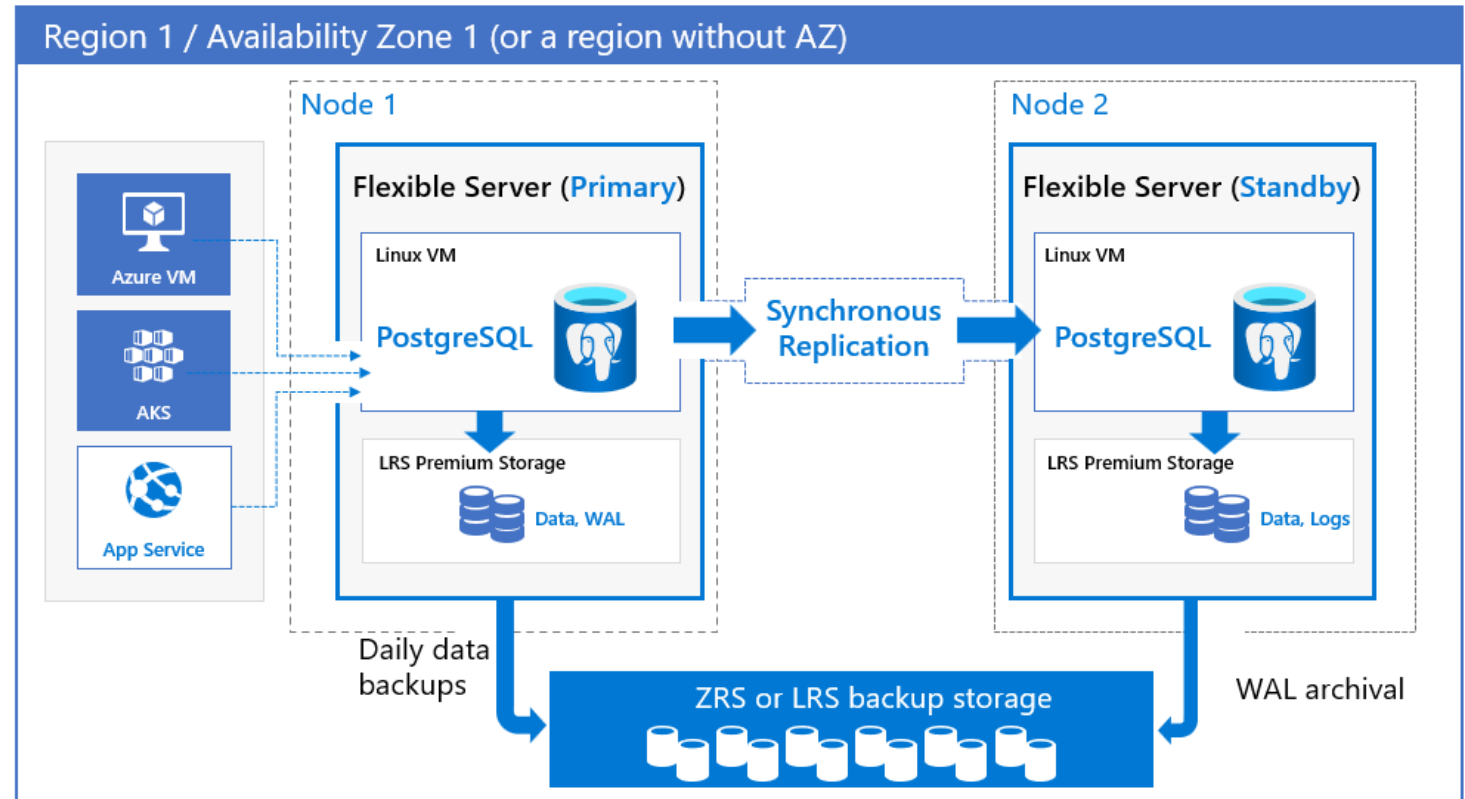 Region 1 / Availability Zone 1 (or a region without AZ)
Node 1
Node 2
Azure VM
AKS
App Service
Flexible Server (Primary)
Linux VM
PostgreSQL
LRS Premium Storage
Data, WAL
Synchronous
Replication
Flexible Server (Standby)
Linux VM
PostgreSQL
LRS Premium Storage
Data, Logs
Daily data
backups
ZRS or LRS backup storage
WAL archival